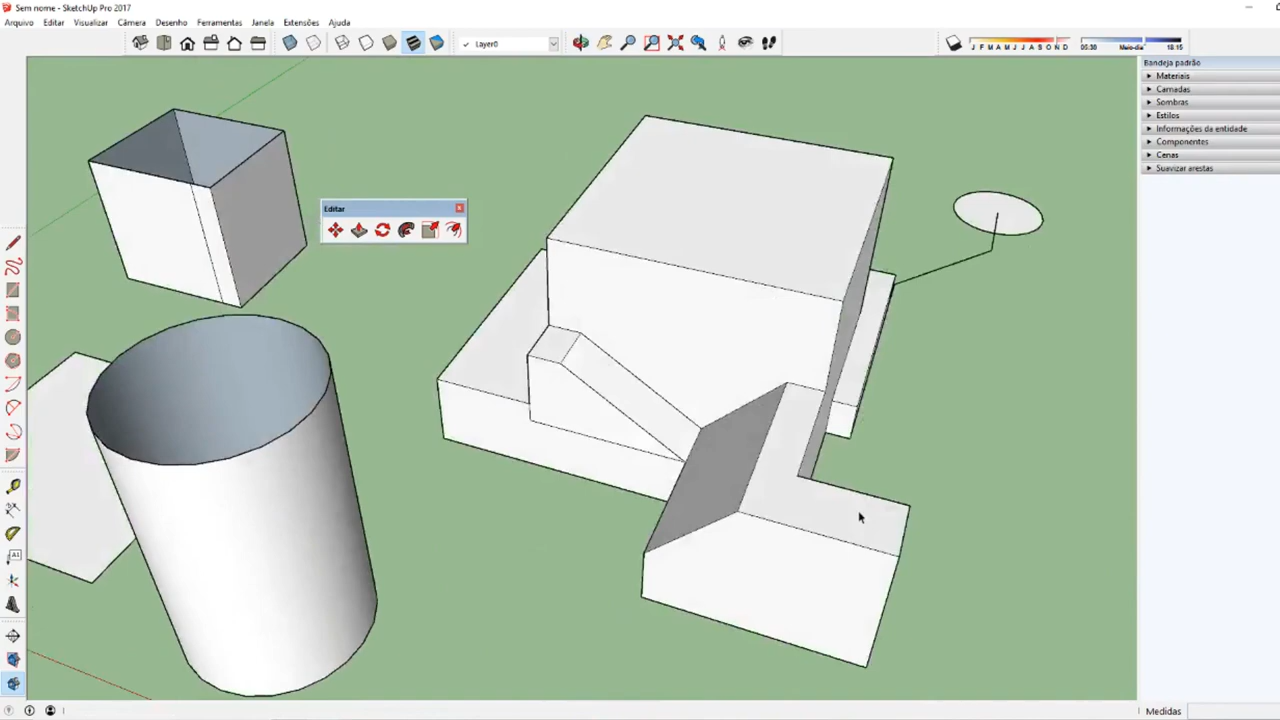 Sem nome - SketchUp Pro 2017
Arquivo Editar Visualizar Câmera Desenho Ferramentas Janela Extensões Ajuda
Layer0
J F M A M J J A S O N D
05:30 Meio-dia 18:15
Bandeja padrão
Materiais
Camadas
Sombras
Estilos
Informações da entidade
Componentes
Cenas
Suavizar arestas
Editar
A1
Medidas